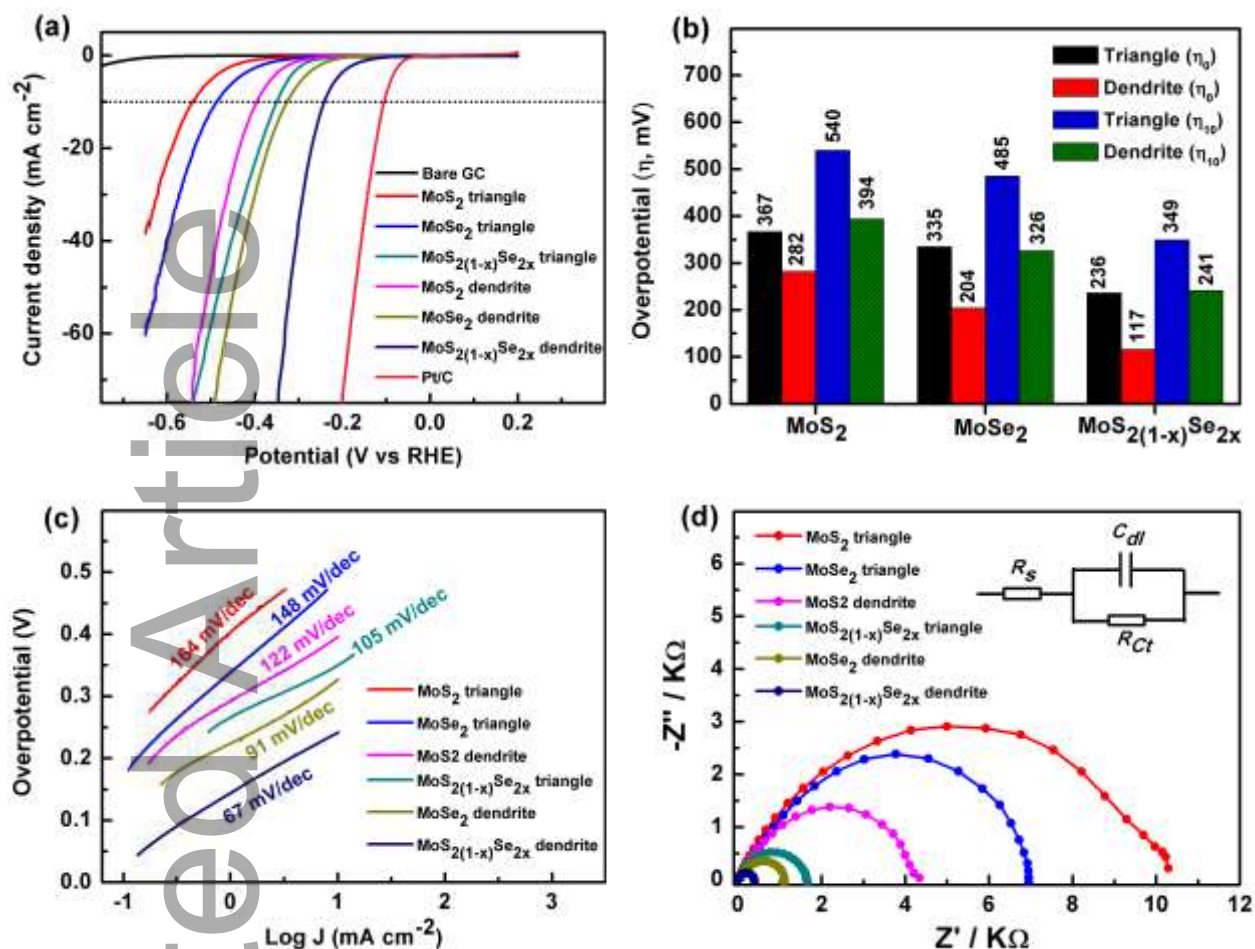 (a)
Current density (mA cm⁻²)
0
-20
-40
-60
-0.6 -0.4 -0.2 0.0 0.2
Potential (V vs RHE)
Bare GC
MoS₂ triangle
MoSe₂ triangle
MoS₂₍₁₋ₓ₎Se₂ₓ triangle
MoS₂ dendrite
MoSe₂ dendrite
MoS₂₍₁₋ₓ₎Se₂ₓ dendrite
Pt/C
(b)
Overpotential (η, mV)
700
600
500
400
300
200
100
0
Triangle (η₀)
Dendrite (η₀)
Triangle (η₁₀)
Dendrite (η₁₀)
367 282 540 394
335 204 485 326
236 117 349 241
MoS₂ MoSe₂ MoS₂₍₁₋ₓ₎Se₂ₓ
(c)
Overpotential (V)
0.5
0.4
0.3
0.2
0.1
0.0
-1 0 1 2 3
Log J (mA cm⁻²)
164 mV/dec
148 mV/dec
122 mV/dec
105 mV/dec
91 mV/dec
67 mV/dec
MoS₂ triangle
MoSe₂ triangle
MoS2 dendrite
MoS₂₍₁₋ₓ₎Se₂ₓ triangle
MoSe₂ dendrite
MoS₂₍₁₋ₓ₎Se₂ₓ dendrite
(d)
-Z'' / KΩ
6
5
4
3
2
1
0
0 2 4 6 8 10 12
Z' / KΩ
MoS₂ triangle
MoSe₂ triangle
MoS2 dendrite
MoS₂₍₁₋ₓ₎Se₂ₓ triangle
MoSe₂ dendrite
MoS₂₍₁₋ₓ₎Se₂ₓ dendrite
Rs
Cdl
RCt
ted Article